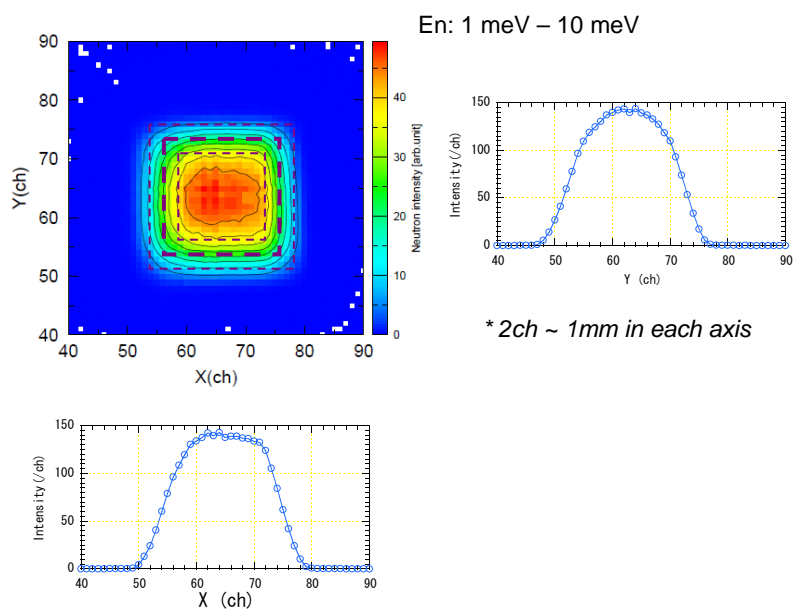 En: 1 meV – 10 meV
90
80
70
60
50
40
Y(ch)
40 50 60 70 80 90
X(ch)
40
30
20
10
0
Neutron intensity [arb.unit]
150
100
50
0
Intensity(/ch)
40 50 60 70 80 90
Y (ch)
* 2ch ~ 1mm in each axis
150
100
50
0
Intensity(/ch)
40 50 60 70 80 90
X (ch)